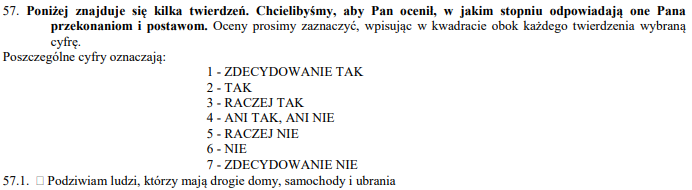 57. Poniżej znajduje się kilka twierdzeń. Chcielibyśmy, aby Pan ocenił, w jakim stopniu odpowiadają one Pana
przekonaniom i postawom. Oceny prosimy zaznaczyć, wpisując w kwadracie obok każdego twierdzenia wybraną
cyfrę.
Poszczególne cyfry oznaczają:
1 - ZDECYDOWANIE TAK
2 - TAK
3 - RACZEJ TAK
4 - ANI TAK, ANI NIE
5 - RACZEJ NIE
6 - NIE
7 - ZDECYDOWANIE NIE
57.1. □ Podziwiam ludzi, którzy mają drogie domy, samochody i ubrania